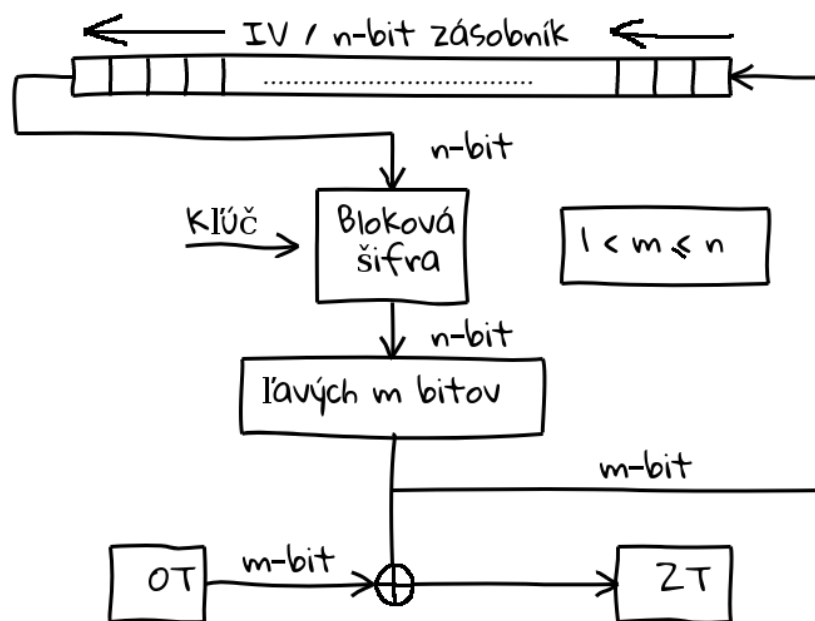 IV / n-bit zásobník
n-bit
Kľúč
Bloková
šifra
1 < m ≤ n
n-bit
ľavých m bitov
m-bit
OT
m-bit
ZT